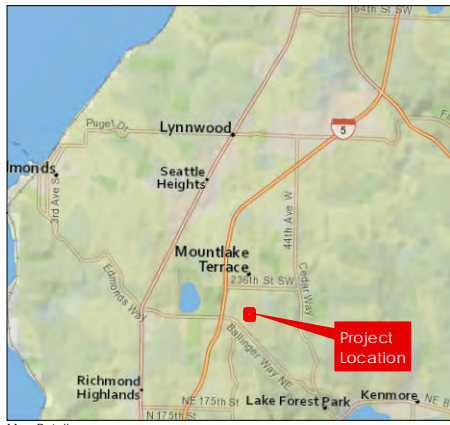 64th St SW
Puget Dr
Lynnwood
5
monds
Seattle
Heights
3rd Ave S
44th Ave W
Mountlake
Terrace
236th St SW
Cedar Way
Edmonds Way
Project
Location
Ballinger Way NE
Richmond
Highlands
NE 175th St
Lake Forest Park
Kenmore
NE B
N 175th St